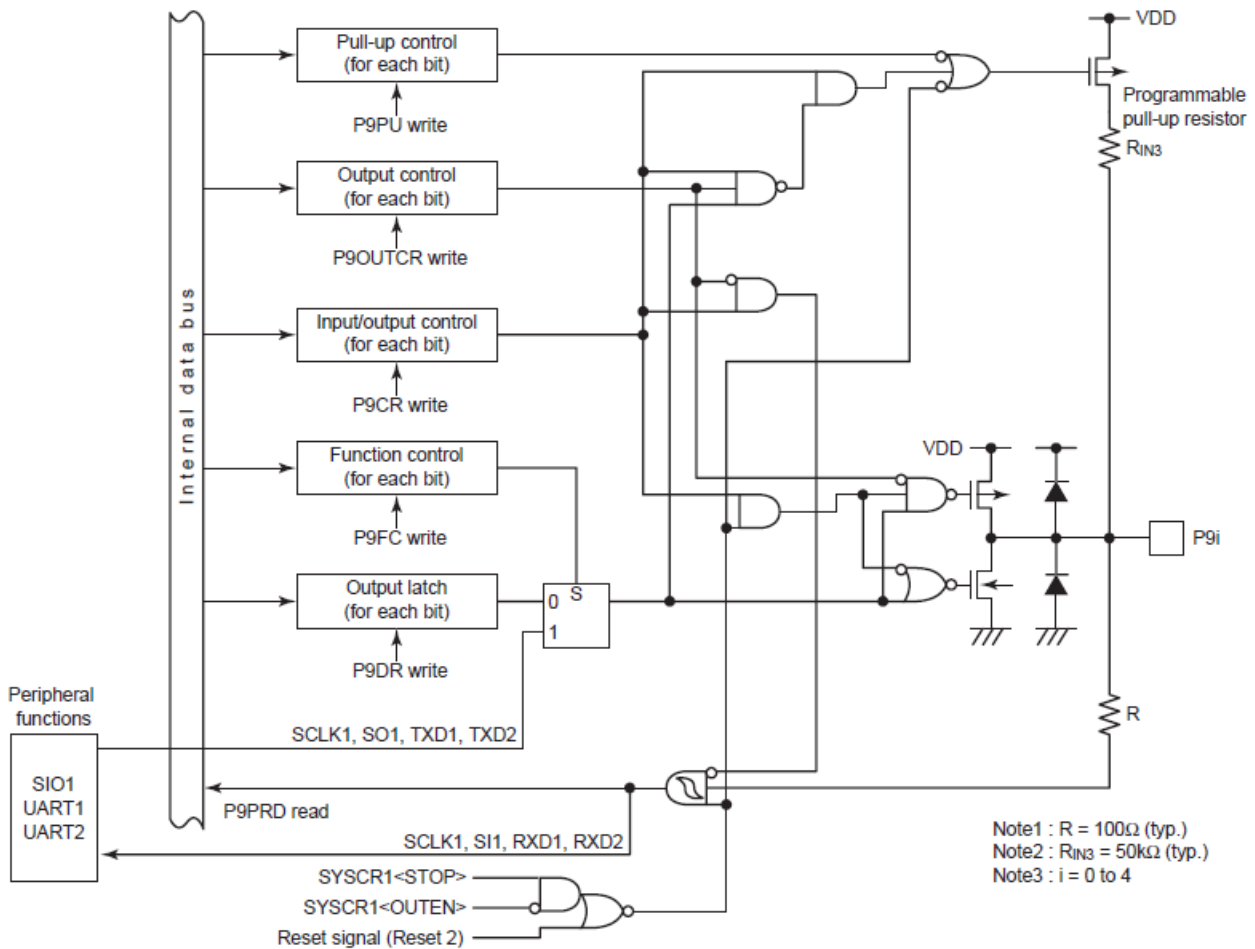 VDD
Pull-up control
(for each bit)
Programmable
pull-up resistor
P9PU write
RIN3
Output control
(for each bit)
P9OUTCR write
Internal data bus
Input/output control
(for each bit)
P9CR write
Function control
(for each bit)
VDD
P9i
P9FC write
Output latch
(for each bit)
0
S
1
P9DR write
Peripheral
functions
R
SCLK1, SO1, TXD1, TXD2
SIO1
UART1
UART2
P9PRD read
SCLK1, SI1, RXD1, RXD2
Note1 : R = 100Ω (typ.)
Note2 : RIN3 = 50kΩ (typ.)
Note3 : i = 0 to 4
SYSCR1<STOP>
SYSCR1<OUTEN>
Reset signal (Reset 2)